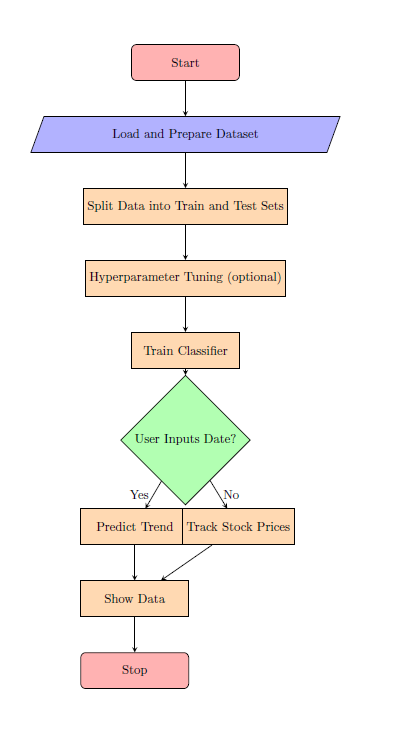 Start
Load and Prepare Dataset
Split Data into Train and Test Sets
Hyperparameter Tuning (optional)
Train Classifier
User Inputs Date?
Yes
No
Predict Trend
Track Stock Prices
Show Data
Stop